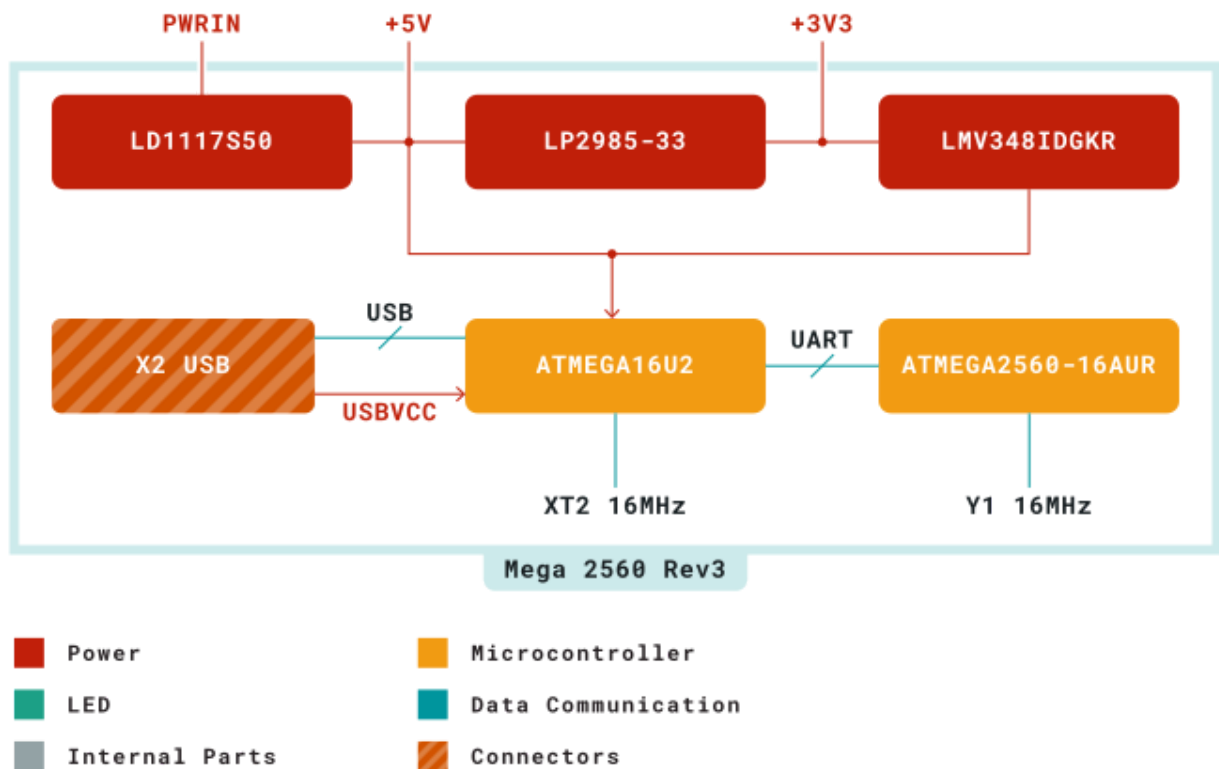 PWRIN +5V +3V3
LD1117S50 LP2985-33 LMV348IDGKR
USB
UART
X2 USB ATMEGA16U2 ATMEGA2560-16AUR
USBVCC
XT2 16MHz Y1 16MHz
Mega 2560 Rev3
Power Microcontroller
LED Data Communication
Internal Parts Connectors